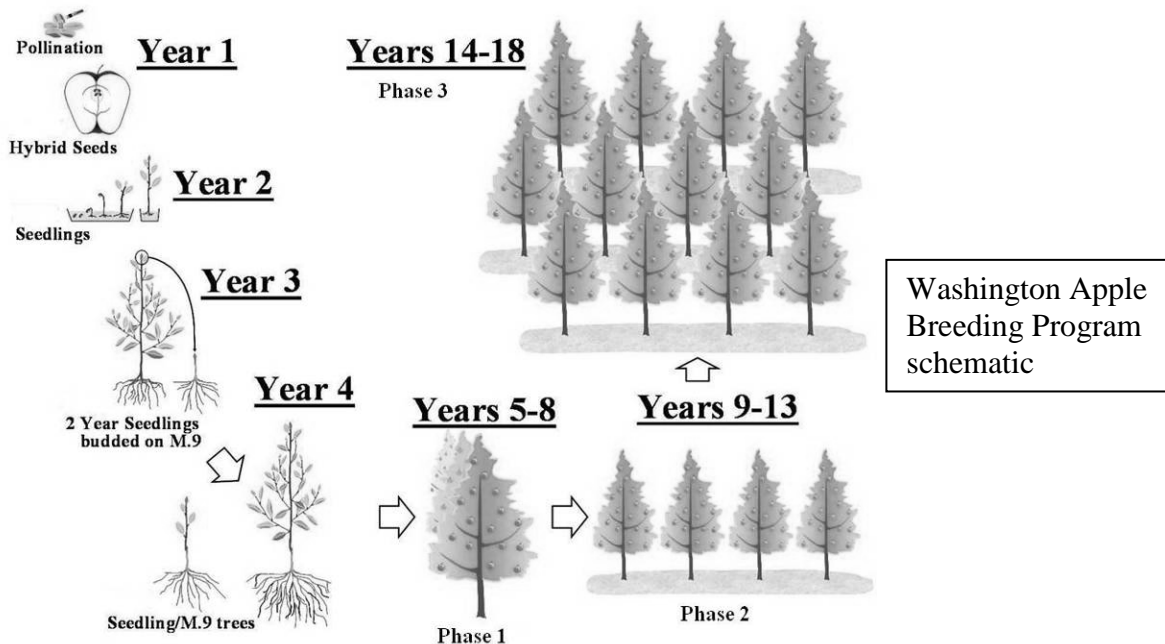 Pollination
Year 1
Hybrid Seeds
Year 2
Seedlings
Year 3
2 Year Seedlings
budded on M.9
Year 4
Seedling/M.9 trees
Years 5-8
Phase 1
Years 9-13
Phase 2
Years 14-18
Phase 3
Washington Apple
Breeding Program
schematic